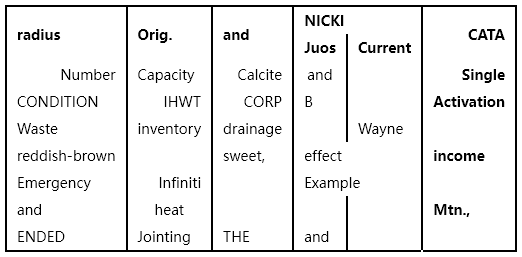 NICKI
radius Orig. and Juos Current CATA
Number Capacity Calcite and Single
CONDITION IHWT CORP B Activation
Waste inventory drainage Wayne
reddish-brown sweet, effect income
Emergency Infiniti Example
and heat Mtn.,
ENDED Jointing THE and